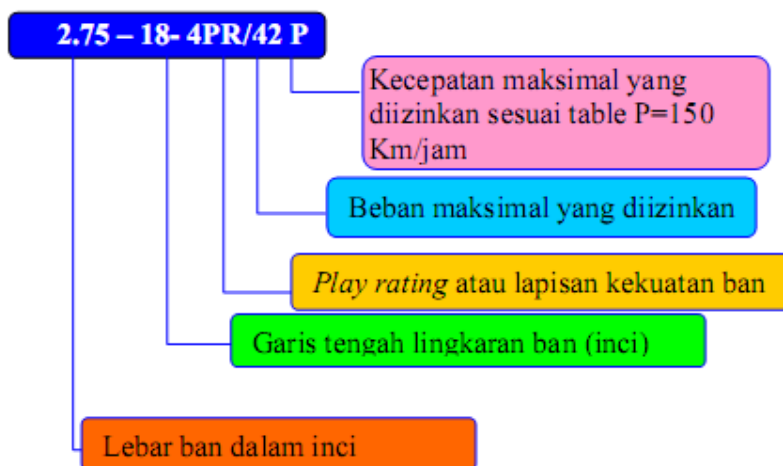 2.75 – 18- 4PR/42 P
Kecepatan maksimal yang
diizinkan sesuai table P=150
Km/jam
Beban maksimal yang diizinkan
Play rating atau lapisan kekuatan ban
Garis tengah lingkaran ban (inci)
Lebar ban dalam inci